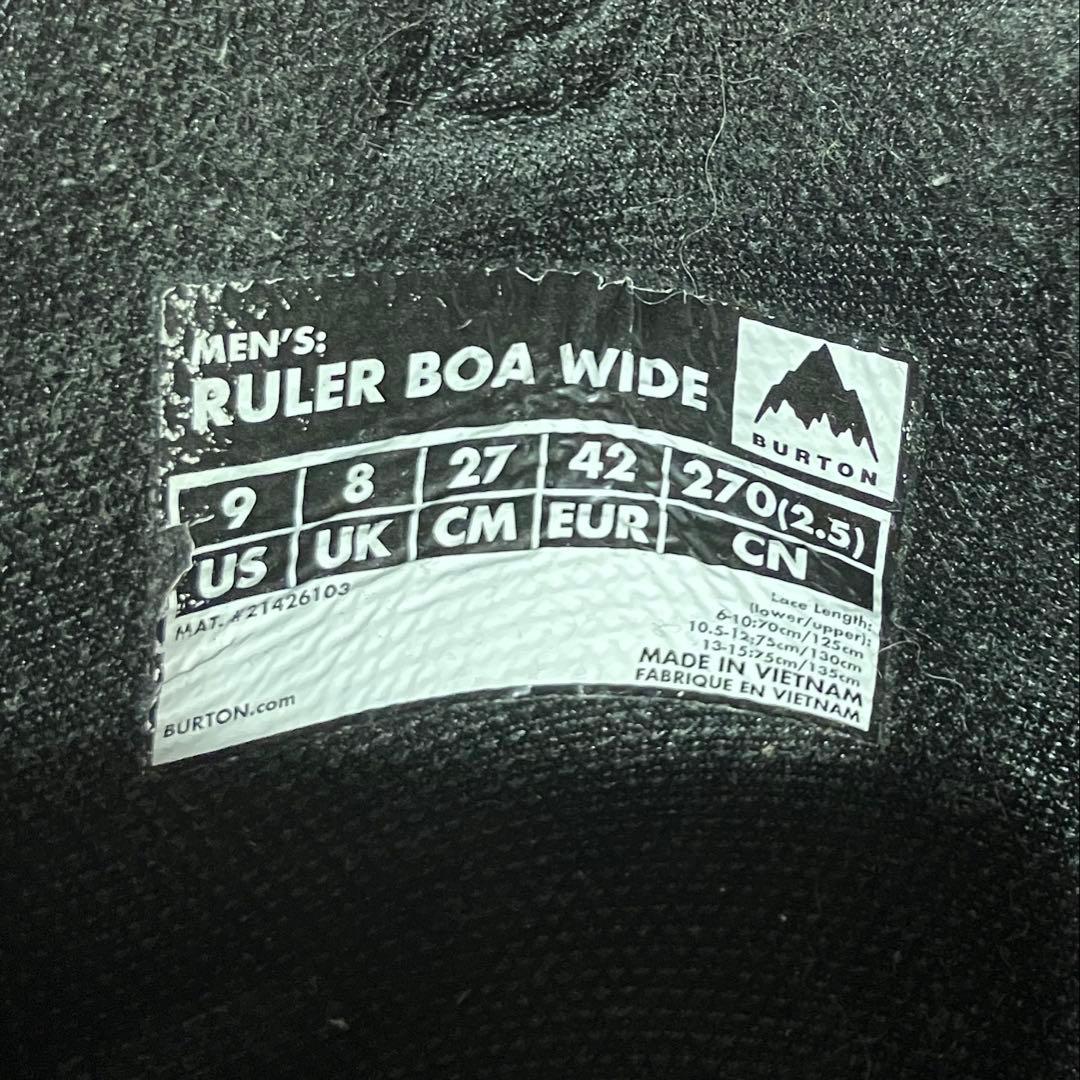 MEN'S:
RULER BOA WIDE
BURTON
9 8 27 42 270(2.5)
US UK CM EUR CN
MAT. #21426103
Lace Length:
(lower/upper):
6-10:70cm/125cm
10.5-12:75cm/130cm
13-15:75cm/135cm
MADE IN VIETNAM
FABRIQUE EN VIETNAM
BURTON.com